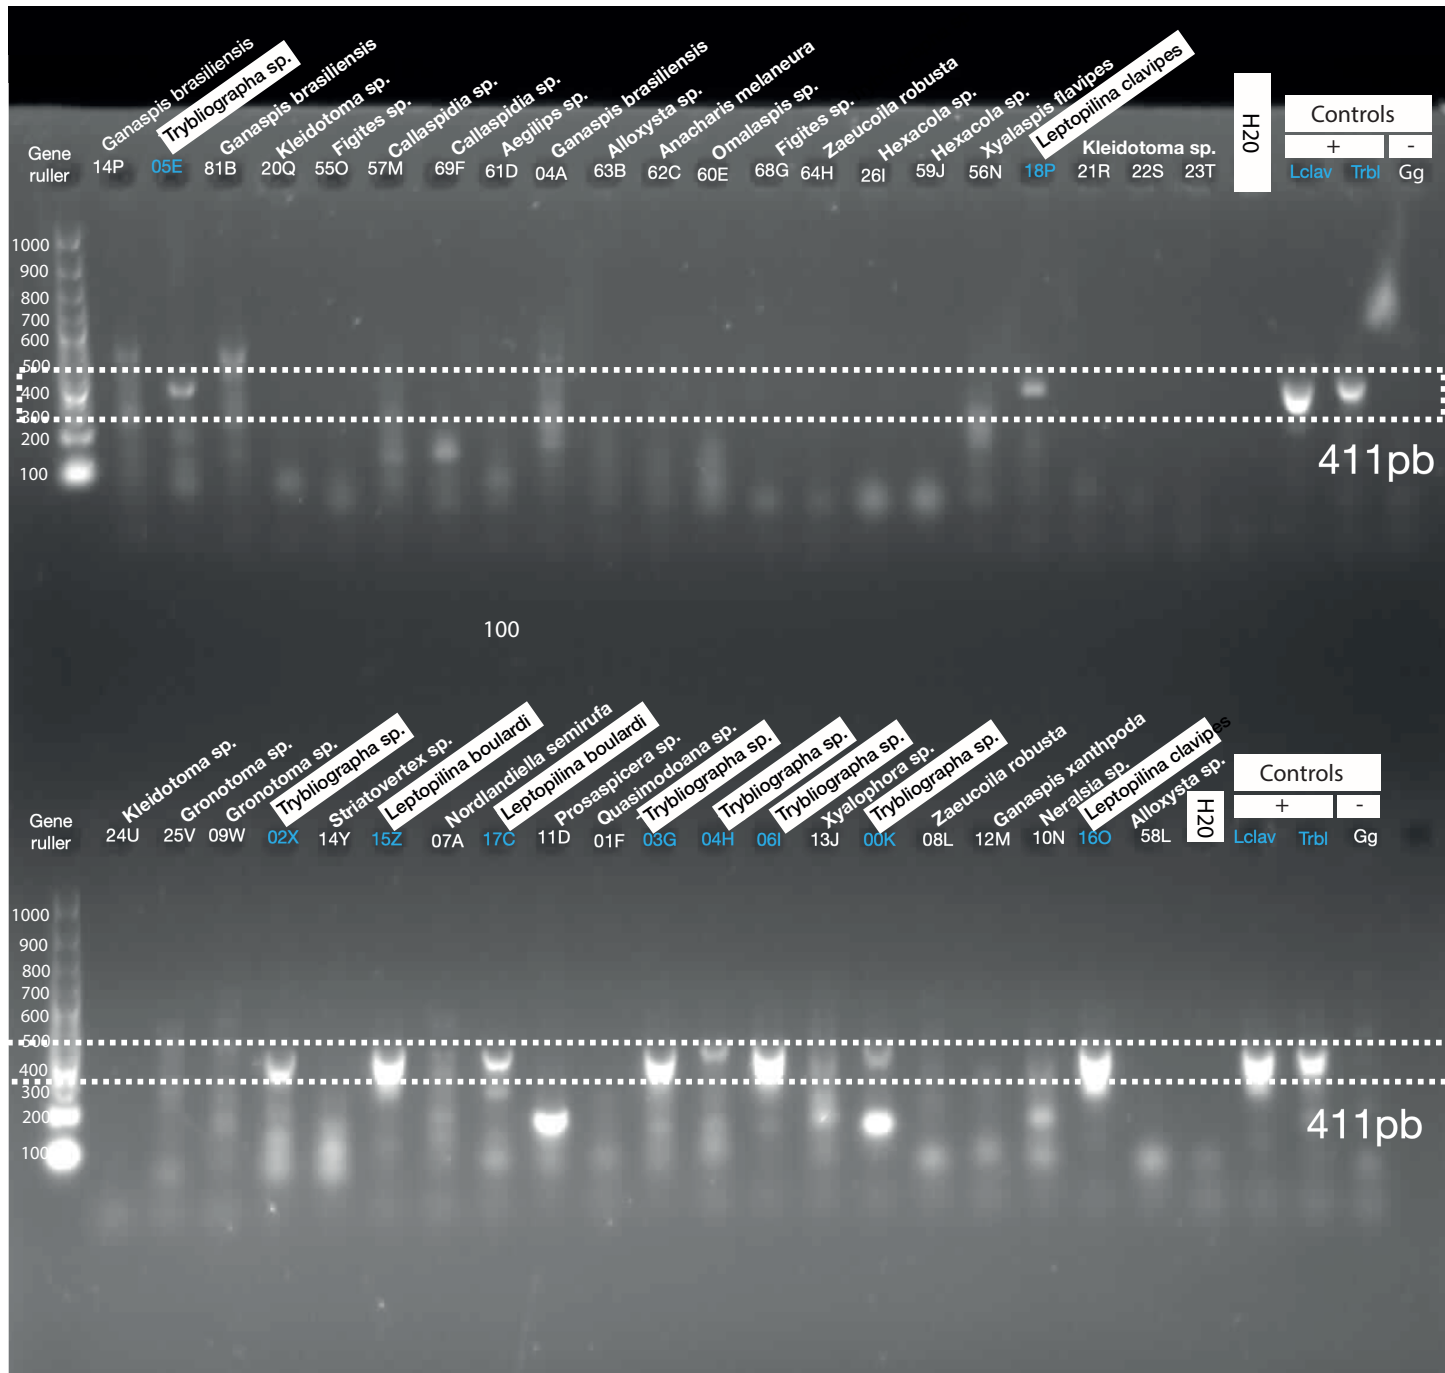 Ganaspis brasiliensis
Trybliographa sp.
Ganaspis brasiliensis
Kleidotoma sp.
Figites sp.
Callaspidia sp.
Callaspidia sp.
Aegilips sp.
Ganaspis brasiliensis
Alloxysta sp.
Anacharis melaneura
Omalaspis sp.
Figites sp.
Zaeucoila robusta
Hexacola sp.
Hexacola sp.
Xyalaspis flavipes
Leptopilina clavipes
Kleidotoma sp.
H20
Controls
+ -
Gene ruller
14P 05E 81B 20Q 55O 57M 69F 61D 04A 63B 62C 60E 68G 64H 26I 59J 56N 18P 21R 22S 23T Lclav Trbl Gg
1000
900
800
700
600
500
400
300
200
100
411pb
100
Kleidotoma sp.
Gronotoma sp.
Gronotoma sp.
Trybliographa sp.
Striatovertex sp.
Leptopilina boulardi
Nordlandiella semirufa
Leptopilina boulardi
Prosaspicera sp.
Quasimodoana sp.
Trybliographa sp.
Trybliographa sp.
Trybliographa sp.
Xyalophora sp.
Trybliographa sp.
Zaeucoila robusta
Ganaspis xanthpoda
Neralsia sp.
Leptopilina clavipes
Alloxysta sp.
H20
Controls
+ -
Gene ruller
24U 25V 09W 02X 14Y 15Z 07A 17C 11D 01F 03G 04H 06I 13J 00K 08L 12M 10N 16O 58L Lclav Trbl Gg
1000
900
800
700
600
500
400
300
200
100
411pb